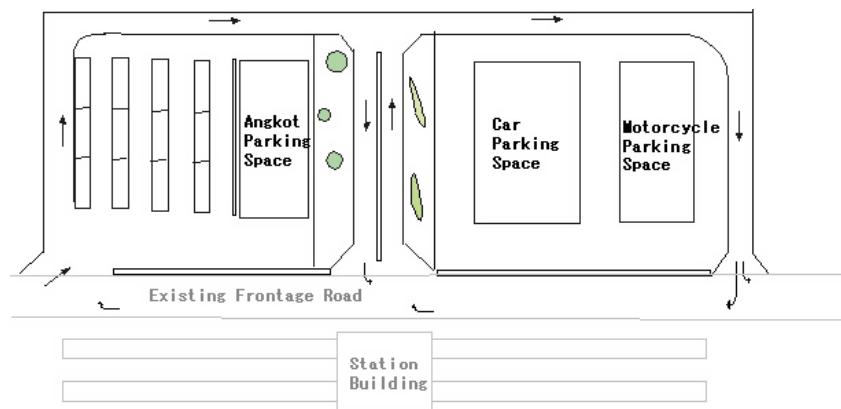 Angkot
Parking
Space
Car
Parking
Space
Motorcycle
Parking
Space
Existing Frontage Road
Station
Building